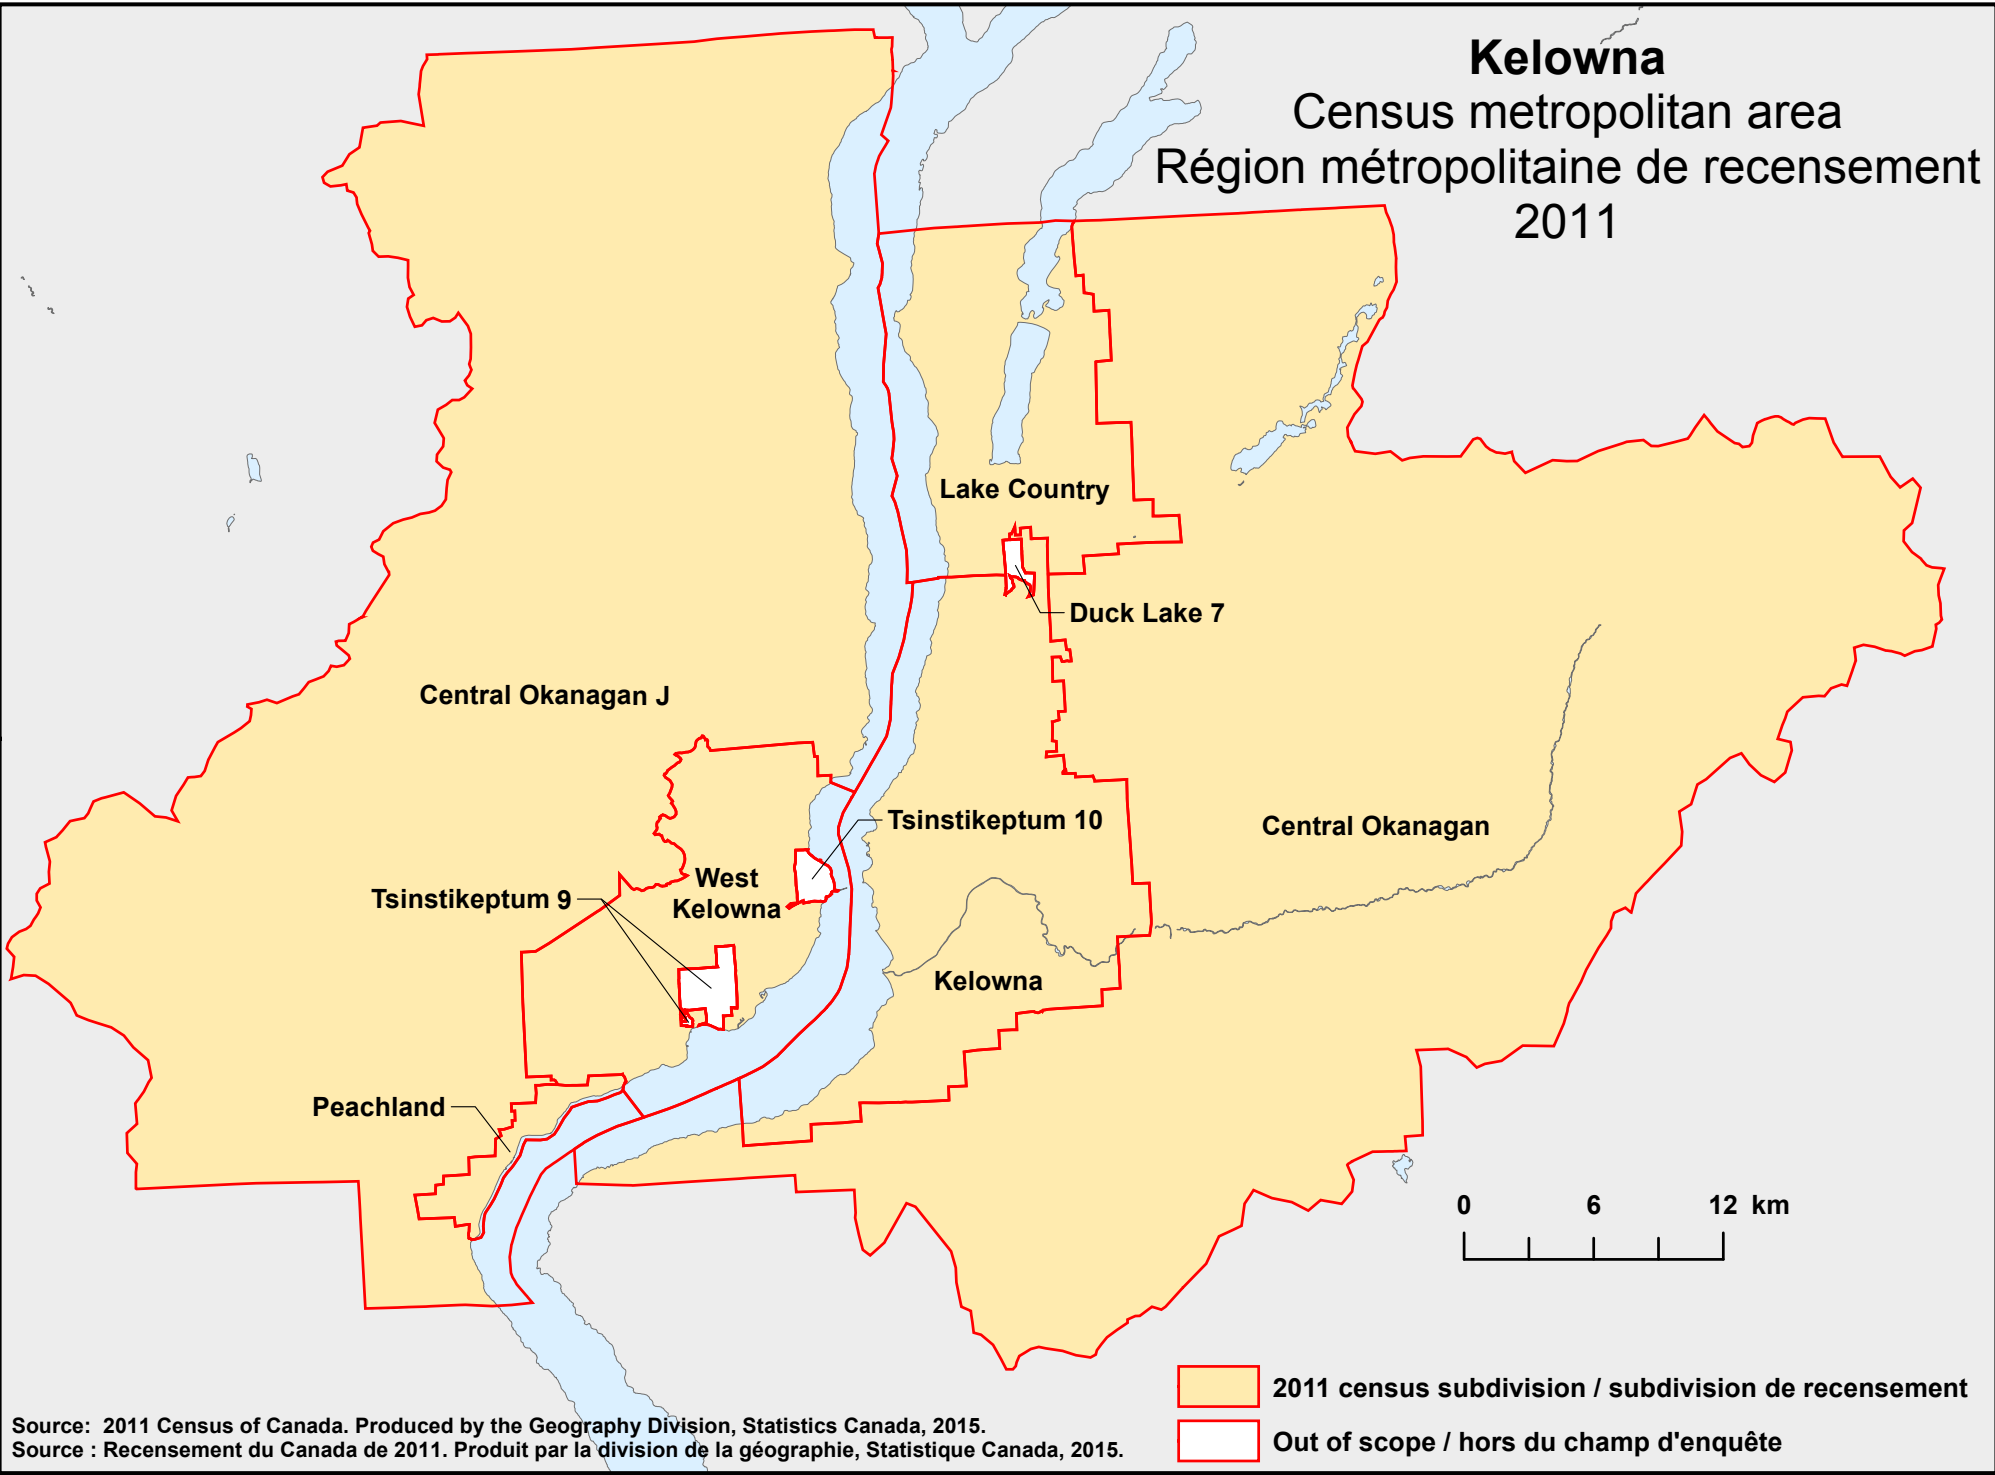 Kelowna
Census metropolitan area
Région métropolitaine de recensement
2011
Lake Country
Duck Lake 7
Central Okanagan J
Tsinstikeptum 10
Central Okanagan
West
Kelowna
Tsinstikeptum 9
Kelowna
Peachland
0 6 12 km
2011 census subdivision / subdivision de recensement
Out of scope / hors du champ d'enquête
Source: 2011 Census of Canada. Produced by the Geography Division, Statistics Canada, 2015.
Source : Recensement du Canada de 2011. Produit par la division de la géographie, Statistique Canada, 2015.